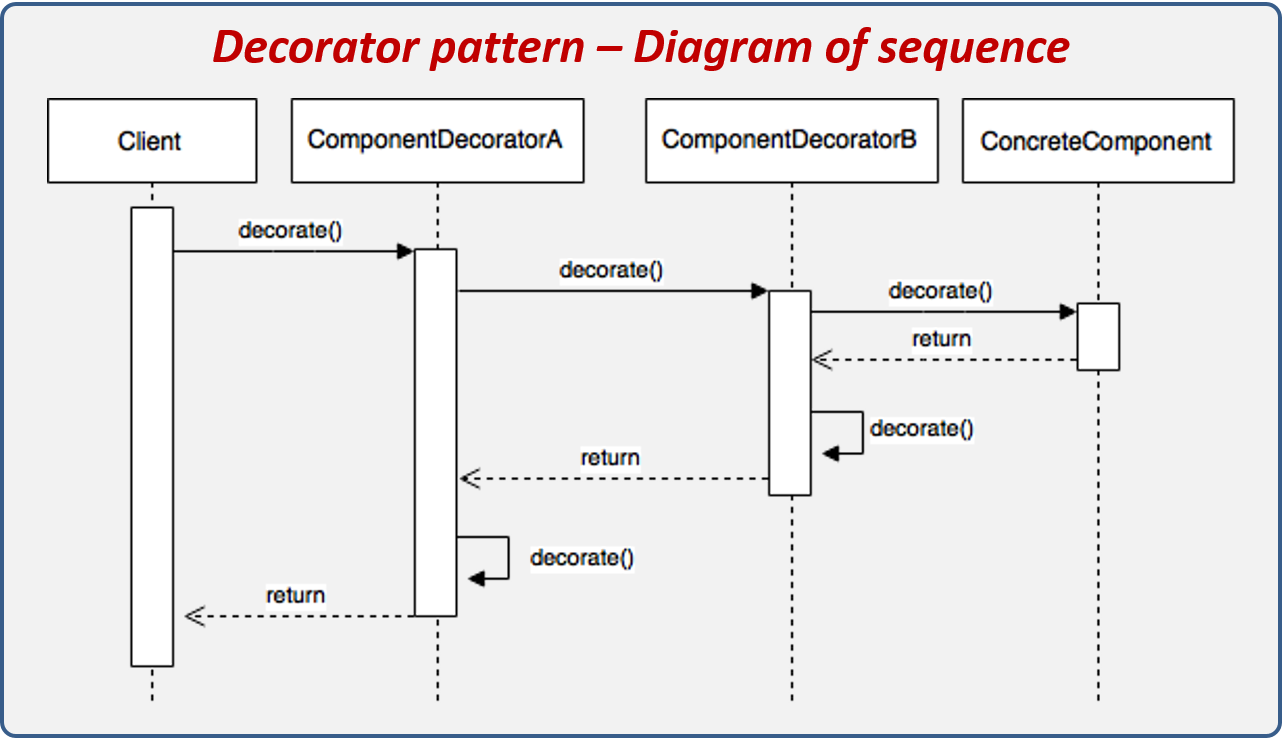 Decorator pattern – Diagram of sequence
Client
ComponentDecoratorA
ComponentDecoratorB
ConcreteComponent
decorate()
decorate()
decorate()
return
decorate()
return
decorate()
return